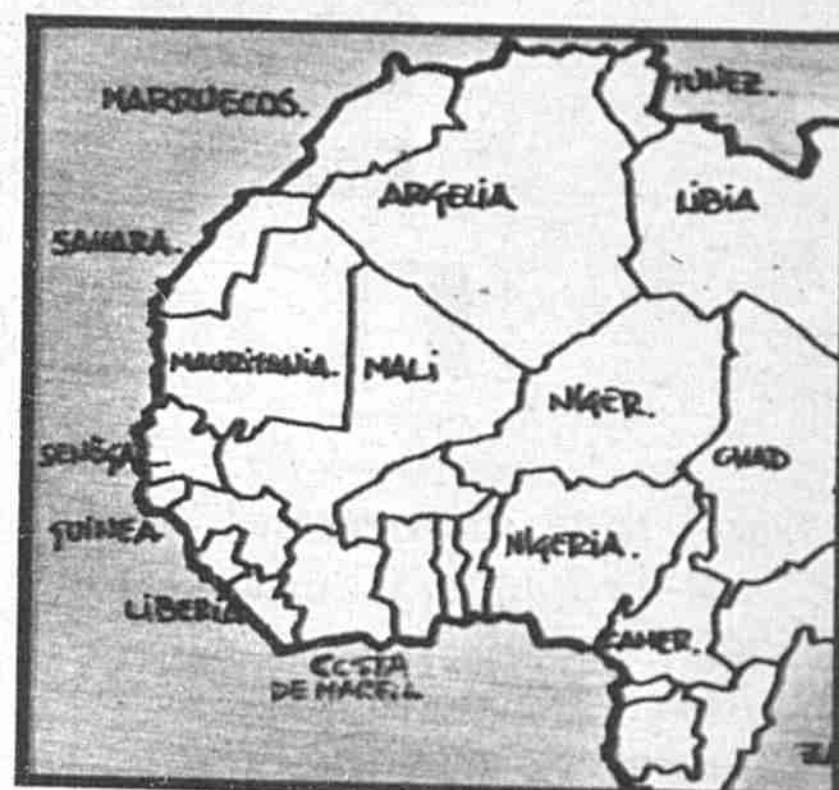 MARRUECOS.
TUNEZ.
ARGELIA
LIBIA
SAHARA.
MAURITANIA.
MALI
NIGER.
SENEGAL
CHAD
GUINEA
NIGERIA.
LIBERIA
CAMER.
COSTA
DE MARFIL